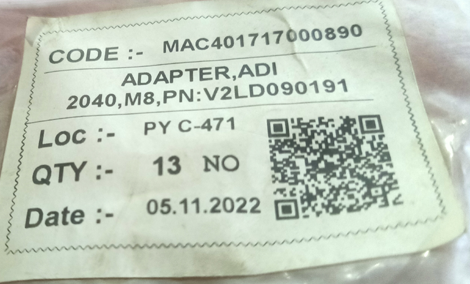 CODE :- MAC401717000890
ADAPTER,ADI
2040,M8,PN:V2LD090191
Loc :- PY C-471
QTY :- 13 NO
Date :- 05.11.2022